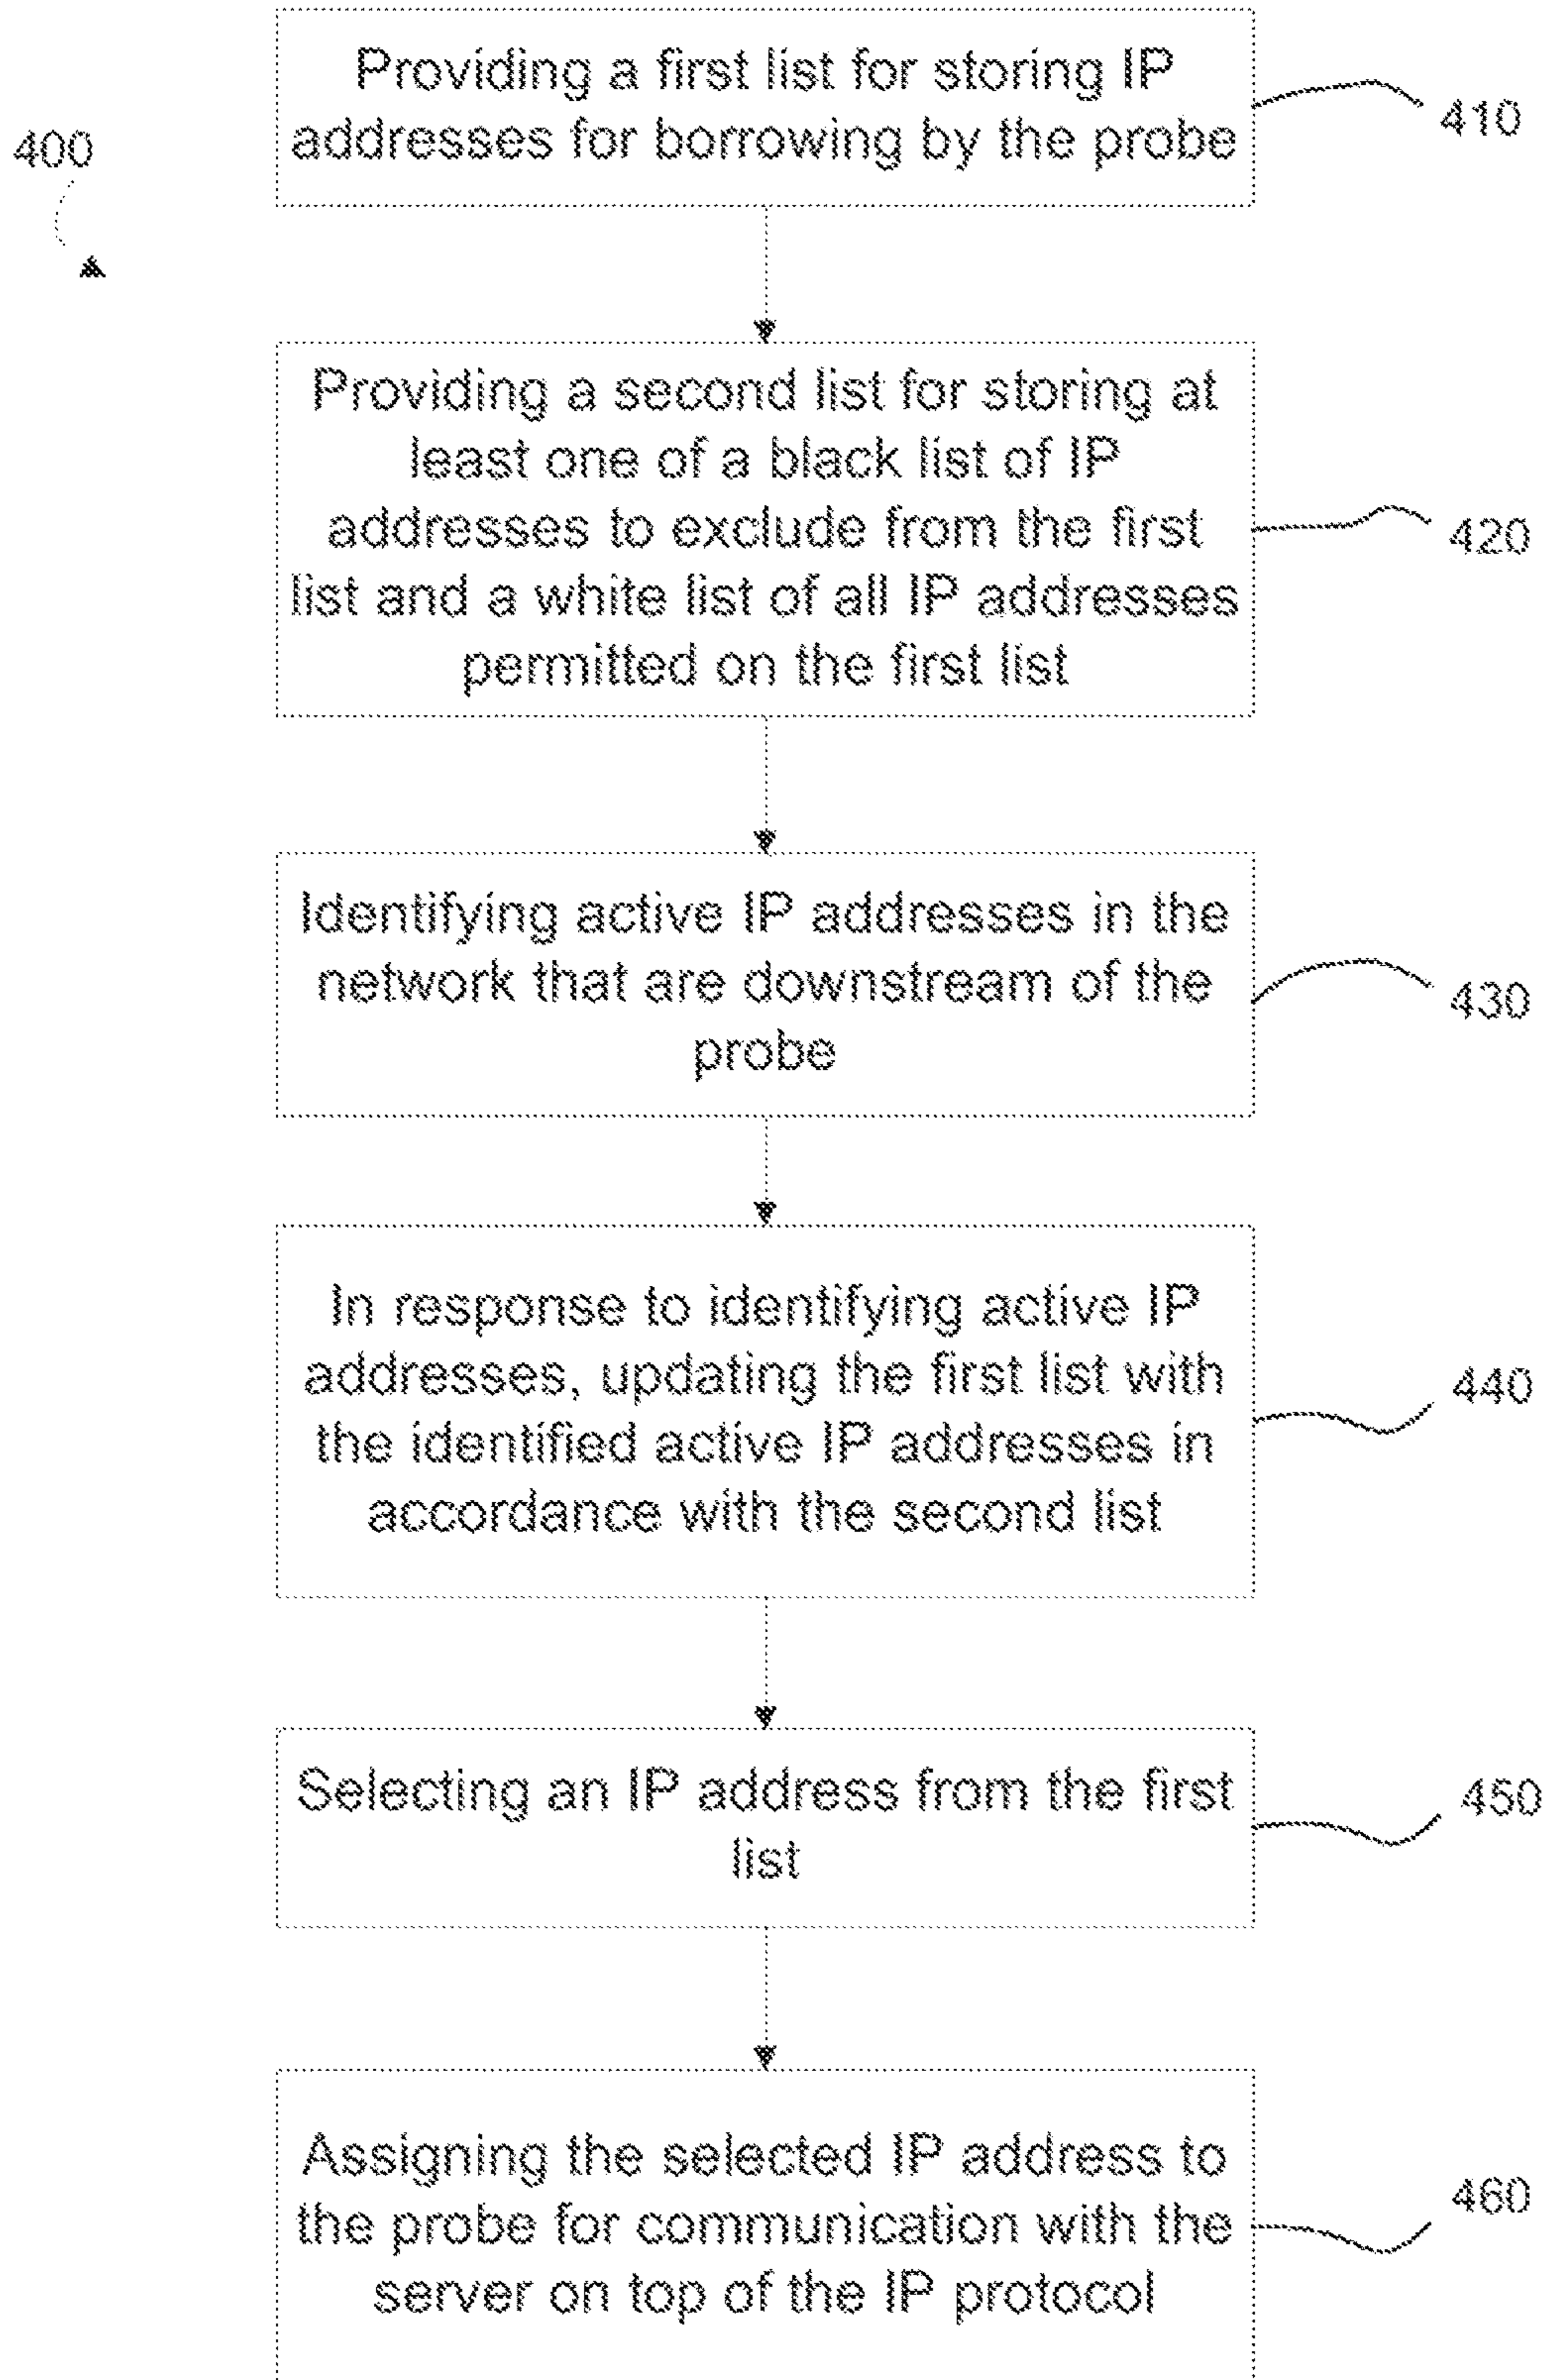 400
Providing a first list for storing IP
addresses for borrowing by the probe
410
Providing a second list for storing at
least one of a black list of IP
addresses to exclude from the first
list and a white list of all IP addresses
permitted on the first list
420
Identifying active IP addresses in the
network that are downstream of the
probe
430
In response to identifying active IP
addresses, updating the first list with
the identified active IP addresses in
accordance with the second list
440
Selecting an IP address from the first
list
450
Assigning the selected IP address to
the probe for communication with the
server on top of the IP protocol
460